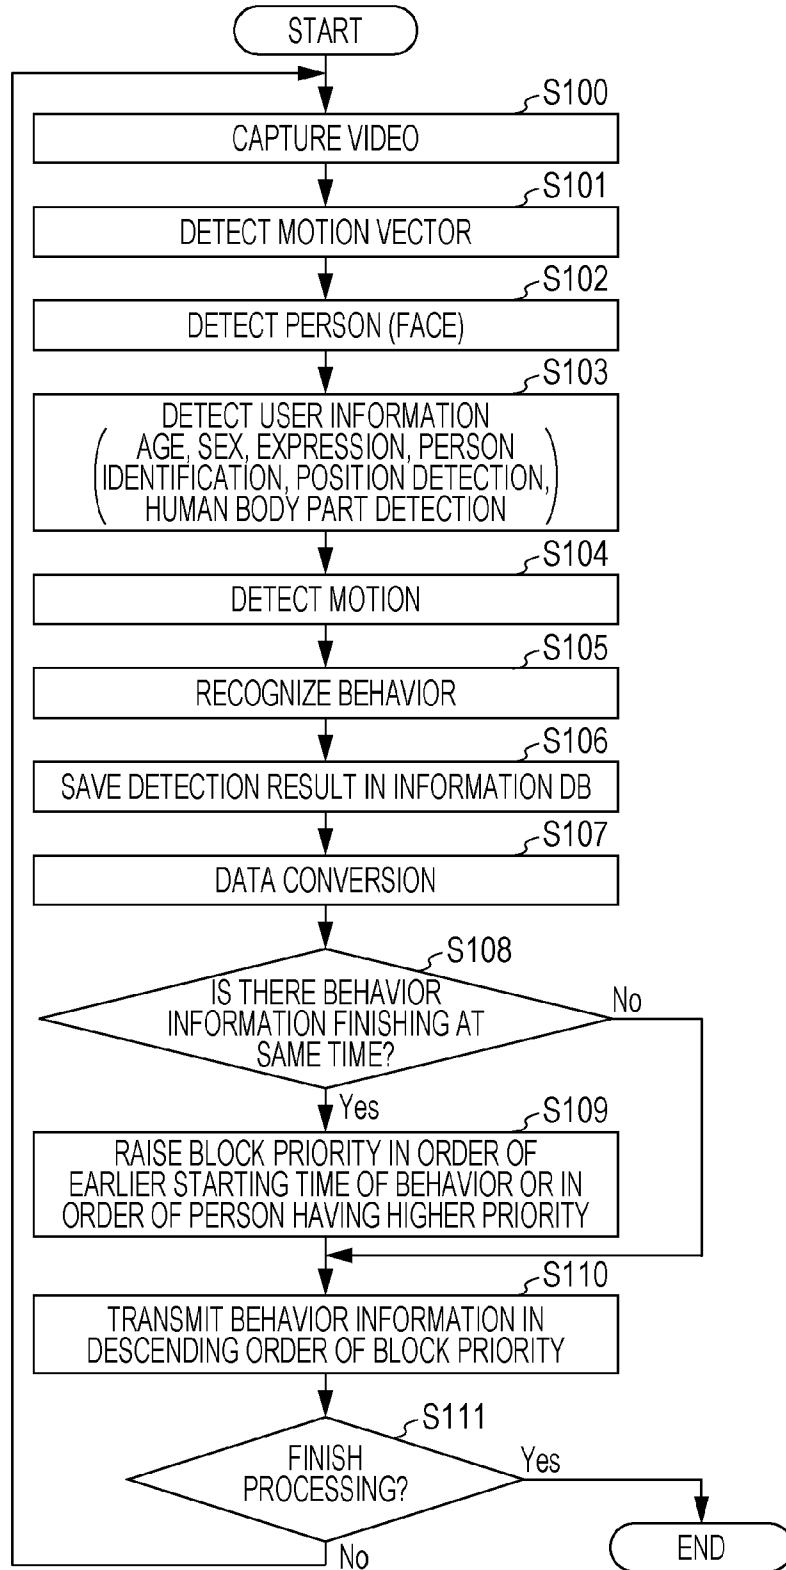 START
S100
CAPTURE VIDEO
S101
DETECT MOTION VECTOR
S102
DETECT PERSON (FACE)
S103
DETECT USER INFORMATION
(AGE, SEX, EXPRESSION, PERSON
IDENTIFICATION, POSITION DETECTION,
HUMAN BODY PART DETECTION)
S104
DETECT MOTION
S105
RECOGNIZE BEHAVIOR
S106
SAVE DETECTION RESULT IN INFORMATION DB
S107
DATA CONVERSION
S108
IS THERE BEHAVIOR
INFORMATION FINISHING AT
SAME TIME?
No
Yes
S109
RAISE BLOCK PRIORITY IN ORDER OF
EARLIER STARTING TIME OF BEHAVIOR OR IN
ORDER OF PERSON HAVING HIGHER PRIORITY
S110
TRANSMIT BEHAVIOR INFORMATION IN
DESCENDING ORDER OF BLOCK PRIORITY
S111
FINISH
PROCESSING?
Yes
No
END